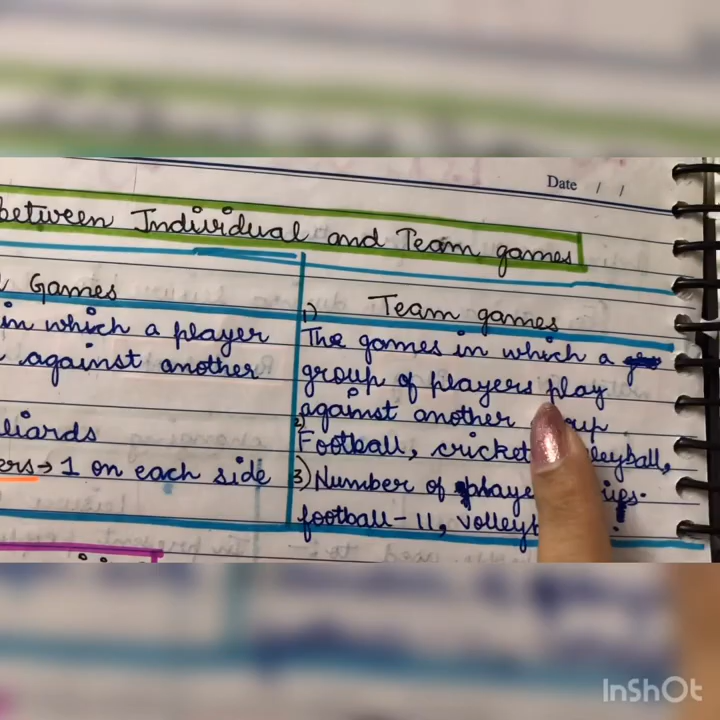 Date / /
between Individual and Team games
Games
in which a player
against another
ers → 1 on each side
Team games
1)
The games in which a
group of players play
against another
2)
Football, cricket
3) Number of
football - 11,
InShOt